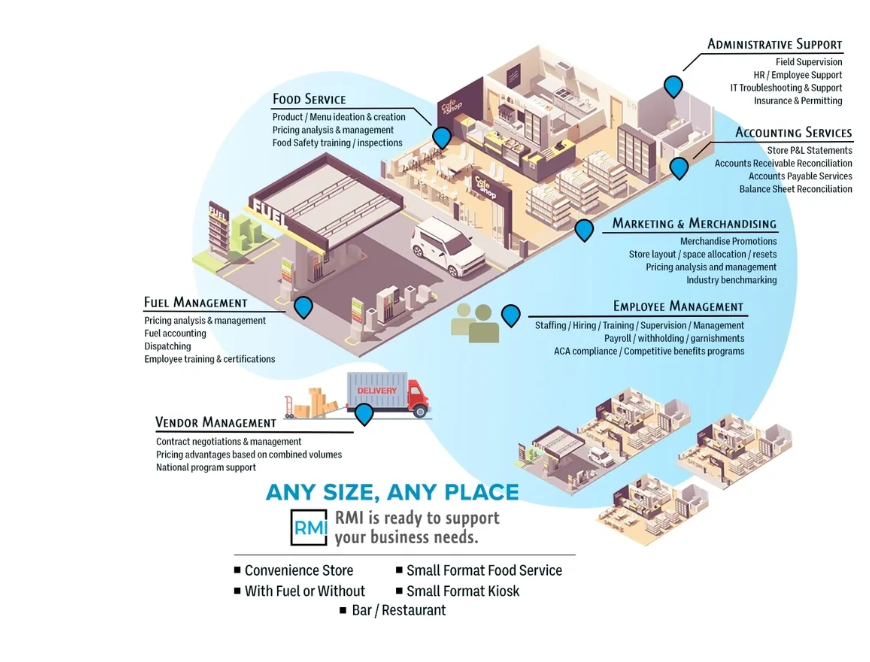 ADMINISTRATIVE SUPPORT
Field Supervision
HR / Employee Support
IT Troubleshooting & Support
Insurance & Permitting
FOOD SERVICE
Product / Menu ideation & creation
Pricing analysis & management
Food Safety training / inspections
ACCOUNTING SERVICES
Store P&L Statements
Accounts Receivable Reconciliation
Accounts Payable Services
Balance Sheet Reconciliation
Cafe shop
Cafe shop
FUEL
FUEL
MARKETING & MERCHANDISING
Merchandise Promotions
Store layout / space allocation / resets
Pricing analysis and management
Industry benchmarking
FUEL MANAGEMENT
Pricing analysis & management
Fuel accounting
Dispatching
Employee training & certifications
EMPLOYEE MANAGEMENT
Staffing / Hiring / Training / Supervision / Management
Payroll / withholding / garnishments
ACA compliance / Competitive benefits programs
DELIVERY
VENDOR MANAGEMENT
Contract negotiations & management
Pricing advantages based on combined volumes
National program support
ANY SIZE, ANY PLACE
RMI
RMI is ready to support
your business needs.
■ Convenience Store
■ Small Format Food Service
■ With Fuel or Without
■ Small Format Kiosk
■ Bar / Restaurant